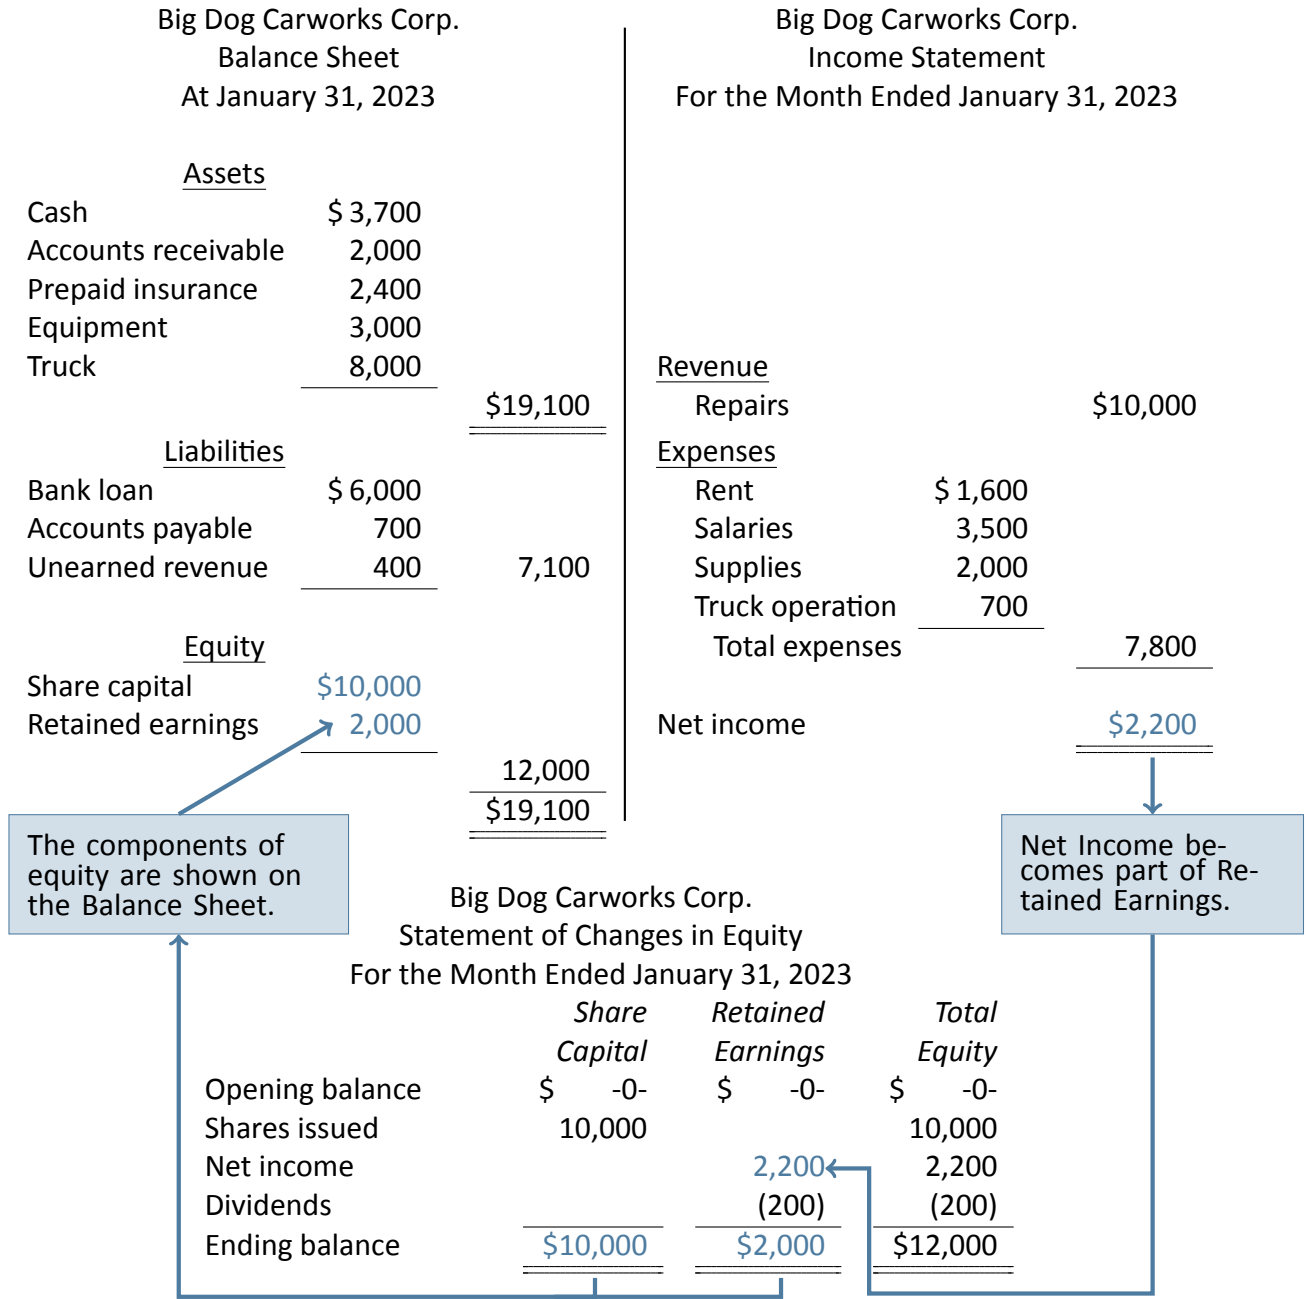 Big Dog Carworks Corp.
Balance Sheet
At January 31, 2023
Assets
Cash $ 3,700
Accounts receivable 2,000
Prepaid insurance 2,400
Equipment 3,000
Truck 8,000
$19,100
Liabilities
Bank loan $ 6,000
Accounts payable 700
Unearned revenue 400 7,100
Equity
Share capital $10,000
Retained earnings 2,000
12,000
$19,100
The components of
equity are shown on
the Balance Sheet.
Big Dog Carworks Corp.
Income Statement
For the Month Ended January 31, 2023
Revenue
Repairs $10,000
Expenses
Rent $ 1,600
Salaries 3,500
Supplies 2,000
Truck operation 700
Total expenses 7,800
Net income $2,200
Net Income be-
comes part of Re-
tained Earnings.
Big Dog Carworks Corp.
Statement of Changes in Equity
For the Month Ended January 31, 2023
Share Retained Total
Capital Earnings Equity
Opening balance $ -0- $ -0- $ -0-
Shares issued 10,000 10,000
Net income 2,200 2,200
Dividends (200) (200)
Ending balance $10,000 $2,000 $12,000